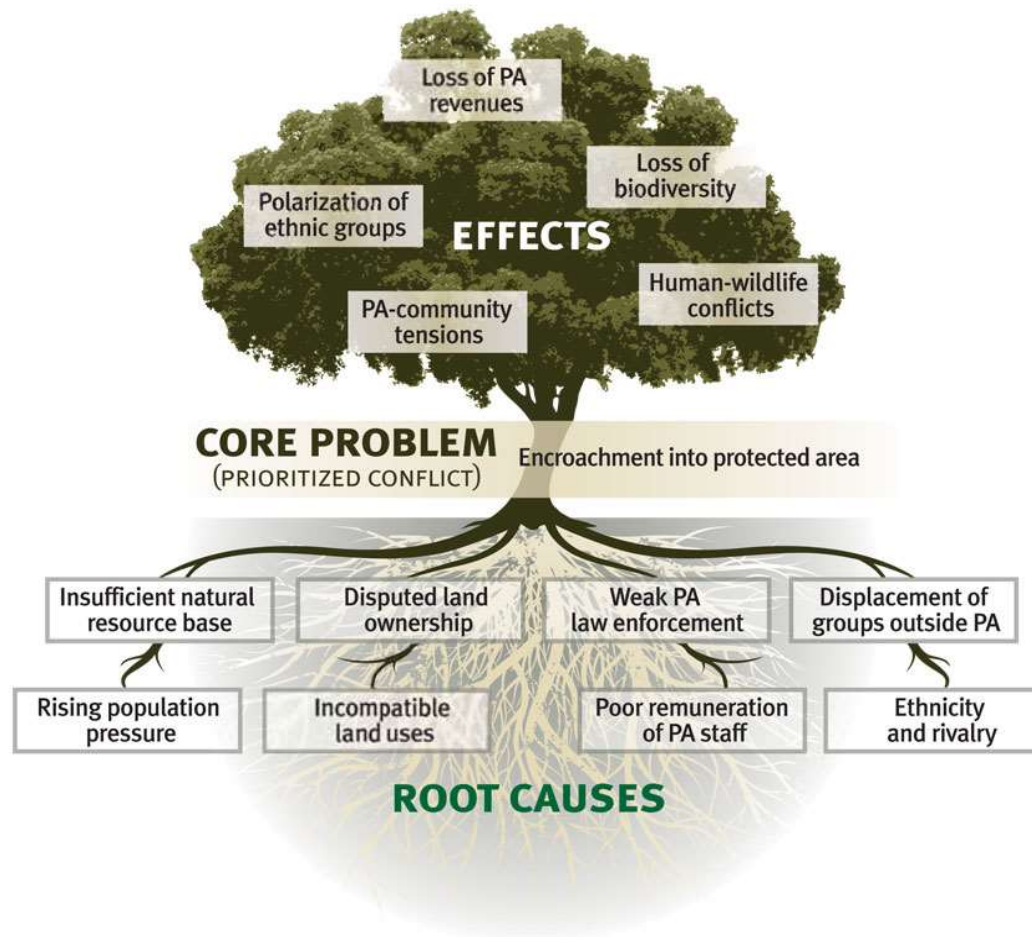 Loss of PA
revenues
Loss of
biodiversity
Polarization of
ethnic groups
EFFECTS
Human-wildlife
conflicts
PA-community
tensions
CORE PROBLEM
(PRIORITIZED CONFLICT)
Encroachment into protected area
Insufficient natural
resource base
Disputed land
ownership
Weak PA
law enforcement
Displacement of
groups outside PA
Rising population
pressure
Incompatible
land uses
Poor remuneration
of PA staff
Ethnicity
and rivalry
ROOT CAUSES